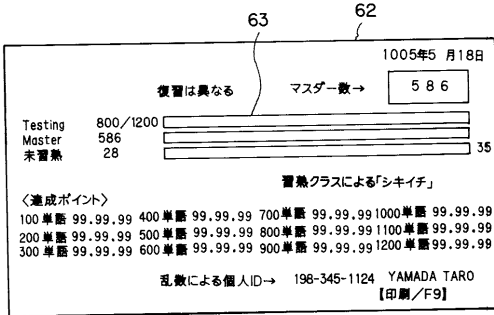 63
62
1005年5 月18日
復習は異なる マスダー数→ 586
Testing 800/1200
Master 586
未習熟 28 35
習熟クラスによる「シキイチ」
〈達成ポイント〉
100単語 99.99.99 400単語 99.99.99 700単語 99.99.99 1000単語 99.99.99
200単語 99.99.99 500単語 99.99.99 800単語 99.99.99 1100単語 99.99.99
300単語 99.99.99 600単語 99.99.99 900単語 99.99.99 1200単語 99.99.99
乱数による個人ID→ 198-345-1124 YAMADA TARO
【印刷/F9】